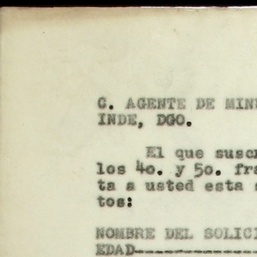 C. AGENTE DE MINE
INDE, DGO.
El que suscr
los 4o. y 5o. fra
ta a usted esta s
tos:
NOMBRE DEL SOLICI
EDAD-----------------